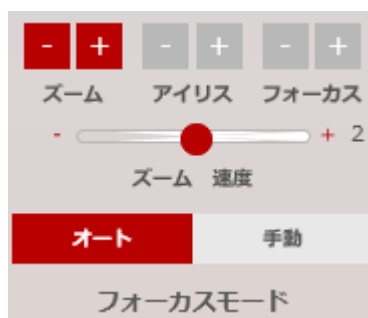 - + - + - +
ズーム アイリス フォーカス
- + 2
ズーム 速度
オート 手動
フォーカスモード